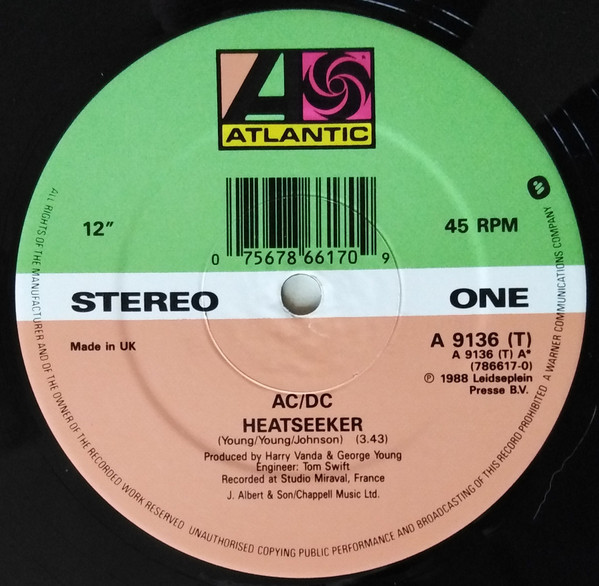 ATLANTIC
12"
45 RPM
0 75678 66170 9
STEREO
ONE
Made in UK
A 9136 (T)
A 9136 (T) A*
(786617-0)
℗ 1988 Leidseplein
Presse B.V.
AC/DC
HEATSEEKER
(Young/Young/Johnson) (3.43)
Produced by Harry Vanda & George Young
Engineer: Tom Swift
Recorded at Studio Miraval, France
J. Albert & Son/Chappell Music Ltd.
ALL RIGHTS OF THE MANUFACTURER AND OF THE OWNER OF THE RECORDED WORK RESERVED UNAUTHORISED COPYING PUBLIC PERFORMANCE AND BROADCASTING OF THIS RECORD PROHIBITED A WARNER COMMUNICATIONS COMPANY